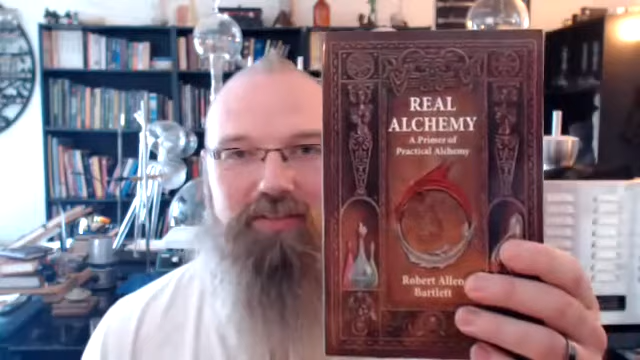 REAL
ALCHEMY
A Primer of
Practical Alchemy
Robert Allen
Bartlett